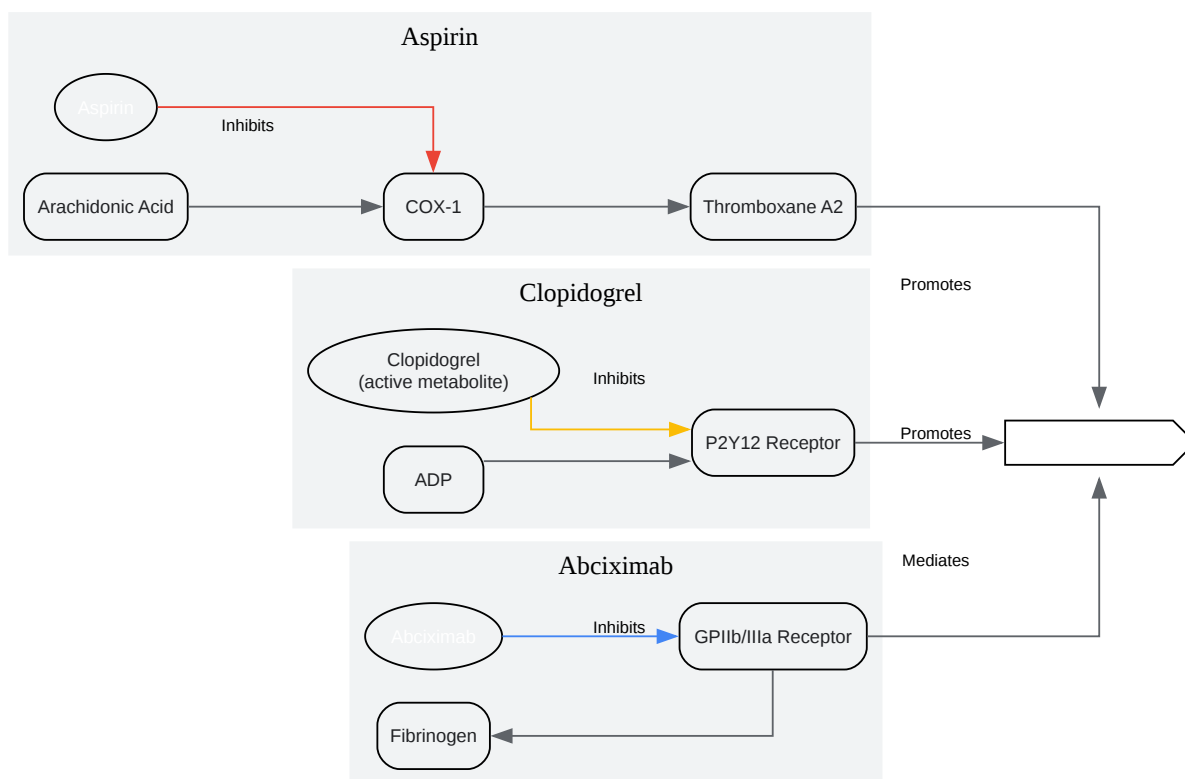 Aspirin
Aspirin
Inhibits
Arachidonic Acid
COX-1
Thromboxane A2
Promotes
Clopidogrel
Clopidogrel
(active metabolite)
Inhibits
P2Y12 Receptor
Promotes
ADP
Mediates
Abciximab
Abciximab
Inhibits
GPIIb/IIIa Receptor
Fibrinogen